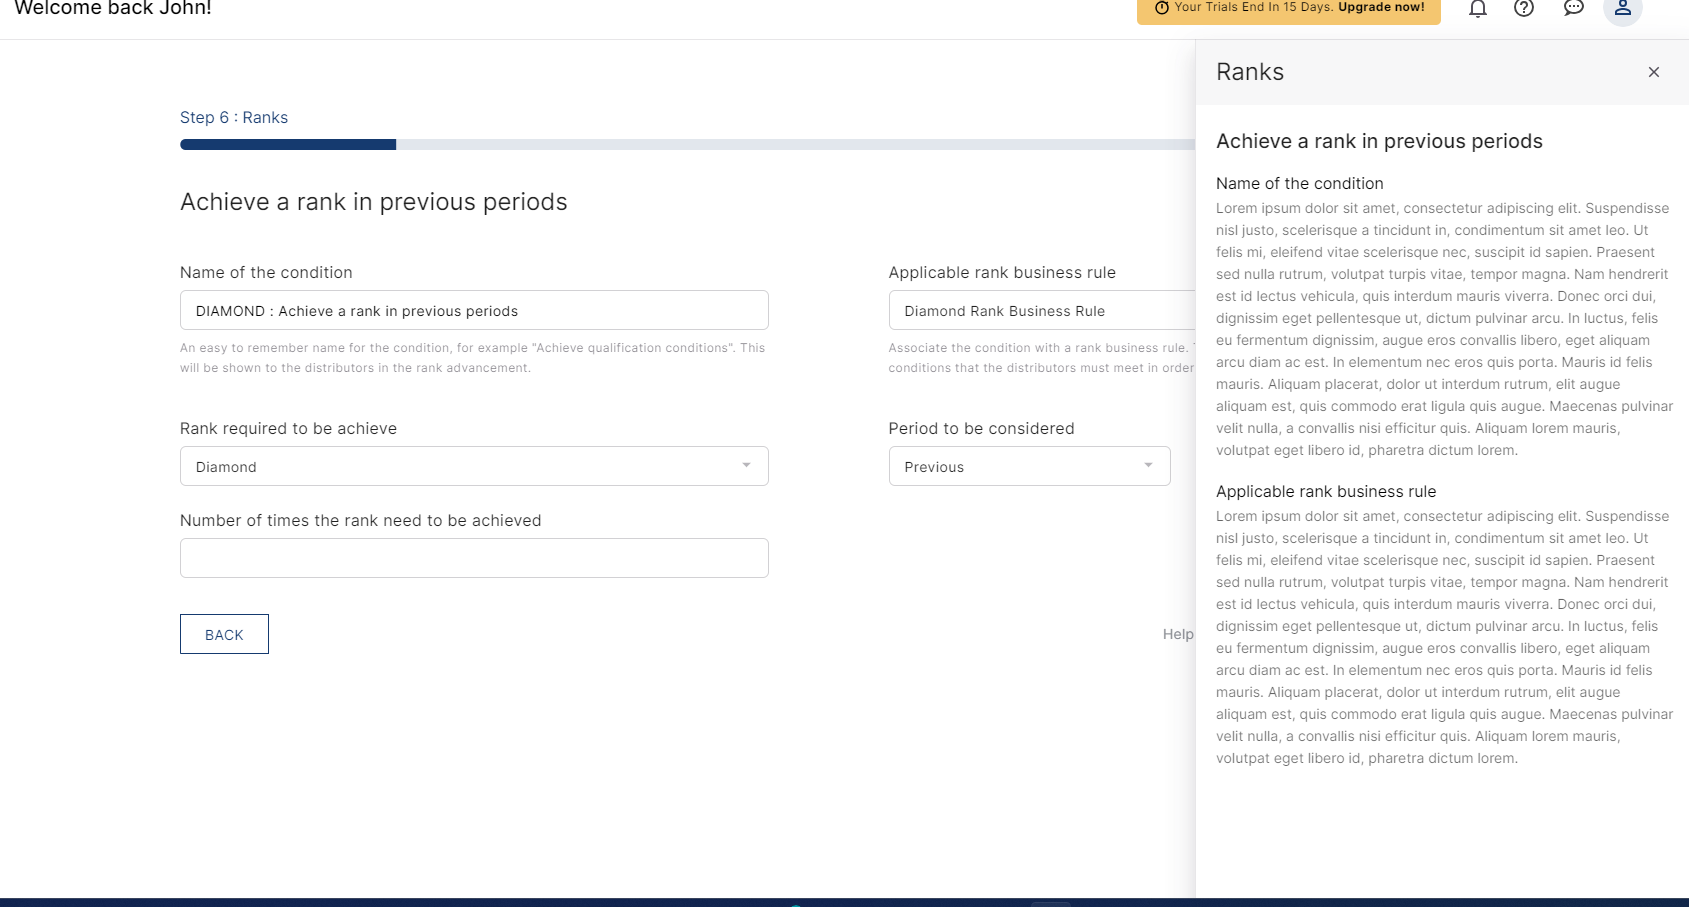 Welcome back John!
Your Trials End In 15 Days. Upgrade now!
Step 6 : Ranks
Achieve a rank in previous periods
Name of the condition
DIAMOND : Achieve a rank in previous periods
An easy to remember name for the condition, for example "Achieve qualification conditions". This
will be shown to the distributors in the rank advancement.
Applicable rank business rule
Diamond Rank Business Rule
Associate the condition with a rank business rule.
conditions that the distributors must meet in order
Rank required to be achieve
Diamond
Period to be considered
Previous
Number of times the rank need to be achieved
BACK
Help
Ranks
Achieve a rank in previous periods
Name of the condition
Lorem ipsum dolor sit amet, consectetur adipiscing elit. Suspendisse
nisl justo, scelerisque a tincidunt in, condimentum sit amet leo. Ut
felis mi, eleifend vitae scelerisque nec, suscipit id sapien. Praesent
sed nulla rutrum, volutpat turpis vitae, tempor magna. Nam hendrerit
est id lectus vehicula, quis interdum mauris viverra. Donec orci dui,
dignissim eget pellentesque ut, dictum pulvinar arcu. In luctus, felis
eu fermentum dignissim, augue eros convallis libero, eget aliquam
arcu diam ac est. In elementum nec eros quis porta. Mauris id felis
mauris. Aliquam placerat, dolor ut interdum rutrum, elit augue
aliquam est, quis commodo erat ligula quis augue. Maecenas pulvinar
velit nulla, a convallis nisi efficitur quis. Aliquam lorem mauris,
volutpat eget libero id, pharetra dictum lorem.
Applicable rank business rule
Lorem ipsum dolor sit amet, consectetur adipiscing elit. Suspendisse
nisl justo, scelerisque a tincidunt in, condimentum sit amet leo. Ut
felis mi, eleifend vitae scelerisque nec, suscipit id sapien. Praesent
sed nulla rutrum, volutpat turpis vitae, tempor magna. Nam hendrerit
est id lectus vehicula, quis interdum mauris viverra. Donec orci dui,
dignissim eget pellentesque ut, dictum pulvinar arcu. In luctus, felis
eu fermentum dignissim, augue eros convallis libero, eget aliquam
arcu diam ac est. In elementum nec eros quis porta. Mauris id felis
mauris. Aliquam placerat, dolor ut interdum rutrum, elit augue
aliquam est, quis commodo erat ligula quis augue. Maecenas pulvinar
velit nulla, a convallis nisi efficitur quis. Aliquam lorem mauris,
volutpat eget libero id, pharetra dictum lorem.